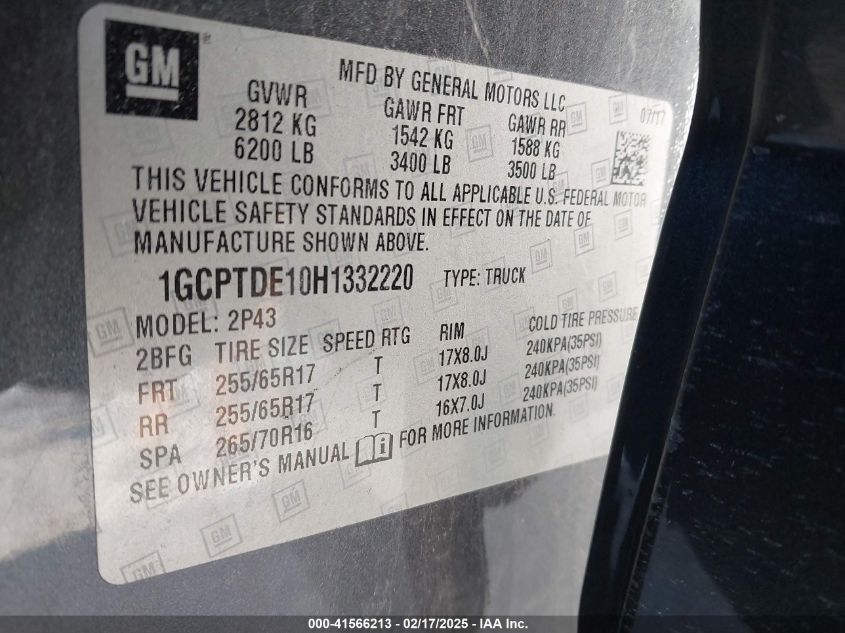 GM
MFD BY GENERAL MOTORS LLC
07/17
GVWR GAWR FRT GAWR RR
2812 KG 1542 KG 1588 KG
6200 LB 3400 LB 3500 LB
THIS VEHICLE CONFORMS TO ALL APPLICABLE U.S. FEDERAL MOTOR
VEHICLE SAFETY STANDARDS IN EFFECT ON THE DATE OF
MANUFACTURE SHOWN ABOVE.
1GCPTDE10H1332220 TYPE: TRUCK
MODEL: 2P43
2BFG TIRE SIZE SPEED RTG RIM COLD TIRE PRESSURE
FRT 255/65R17 T 17X8.0J 240KPA(35PSI)
RR 255/65R17 T 17X8.0J 240KPA(35PSI)
SPA 265/70R16 T 16X7.0J 240KPA(35PSI)
SEE OWNER'S MANUAL FOR MORE INFORMATION.
000-41566213 - 02/17/2025 - IAA Inc.